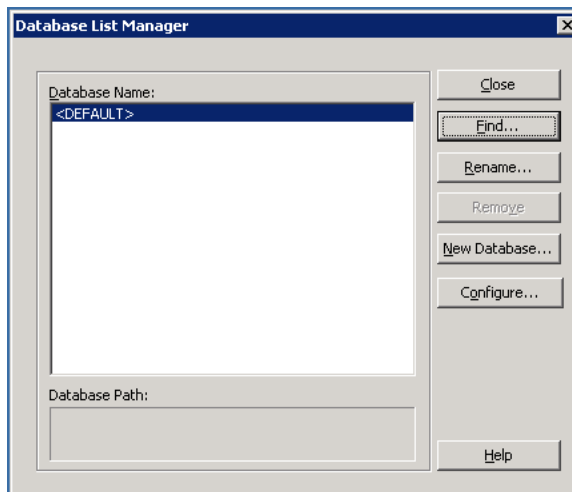 Database List Manager
Database Name:
<DEFAULT>
Database Path:
Close
Find...
Rename...
Remove
New Database...
Configure...
Help